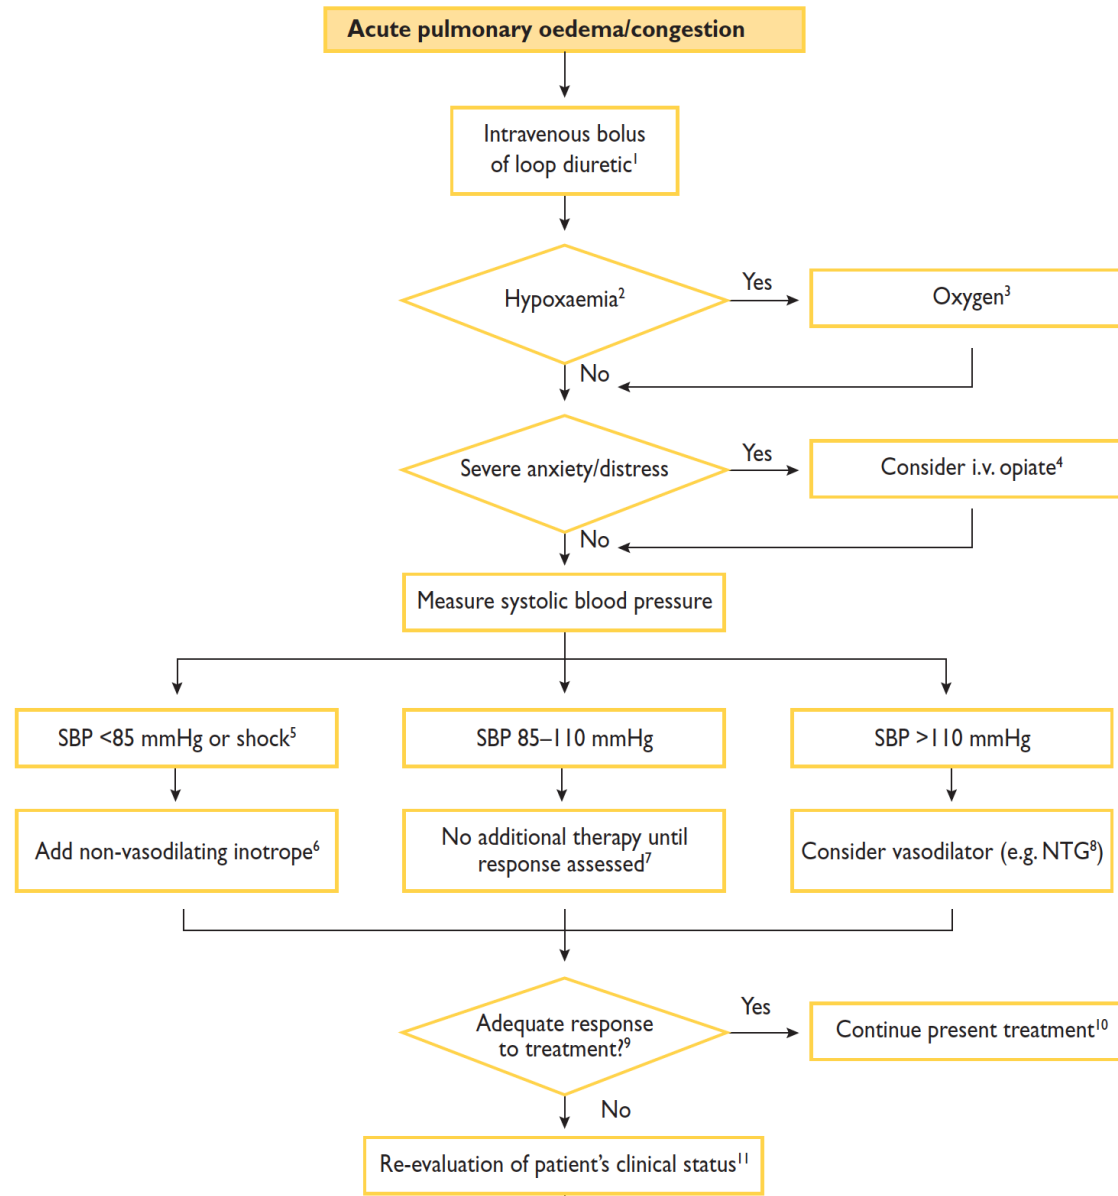 Acute pulmonary oedema/congestion
Intravenous bolus
of loop diuretic¹
Hypoxaemia²
Yes
Oxygen³
No
Severe anxiety/distress
Yes
Consider i.v. opiate⁴
No
Measure systolic blood pressure
SBP <85 mmHg or shock⁵
SBP 85–110 mmHg
SBP >110 mmHg
Add non-vasodilating inotrope⁶
No additional therapy until
response assessed⁷
Consider vasodilator (e.g. NTG⁸)
Adequate response
to treatment?⁹
Yes
Continue present treatment¹⁰
No
Re-evaluation of patient’s clinical status¹¹